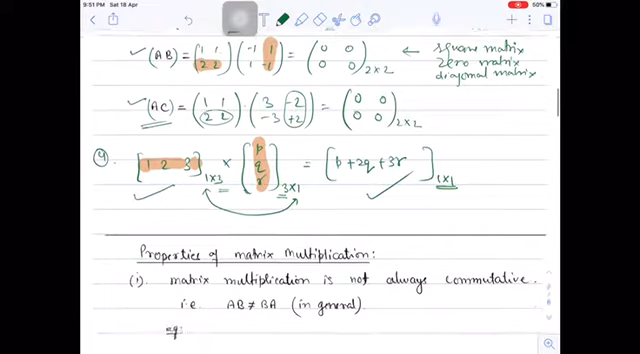 9:51 PM Sat 18 Apr 50%
✓ (AB) = (1 1 / 2 2) (-1 1 / 1 -1) = (0 0 / 0 0)2×2 ← square matrix
zero matrix
diagonal matrix
✓ (AC) = (1 1 / 2 2) · (3 -2 / -3 +2) = (0 0 / 0 0)2×2
(4). [1 2 3]1×3 × [p / q / r]3×1 = [p + 2q + 3r]1×1
Properties of matrix multiplication:
(i). matrix multiplication is not always commutative.
i.e. AB ≠ BA (in general)
eg: